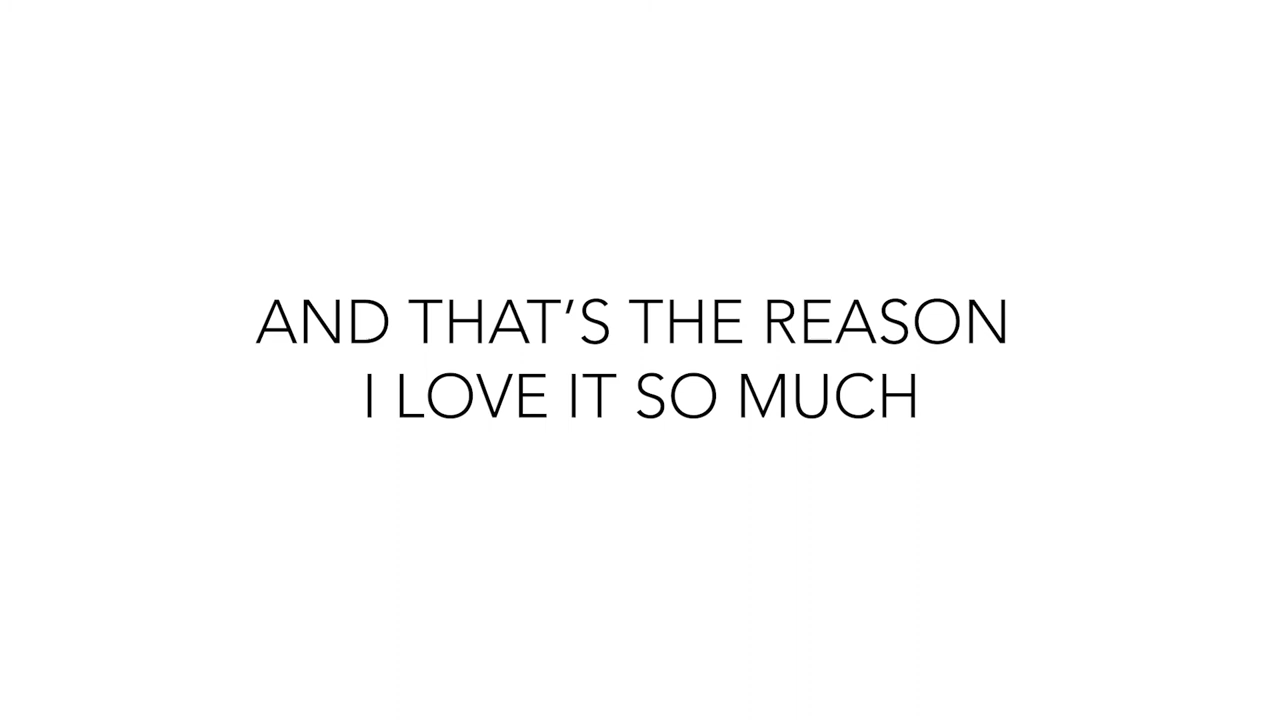 AND THAT’S THE REASON
I LOVE IT SO MUCH